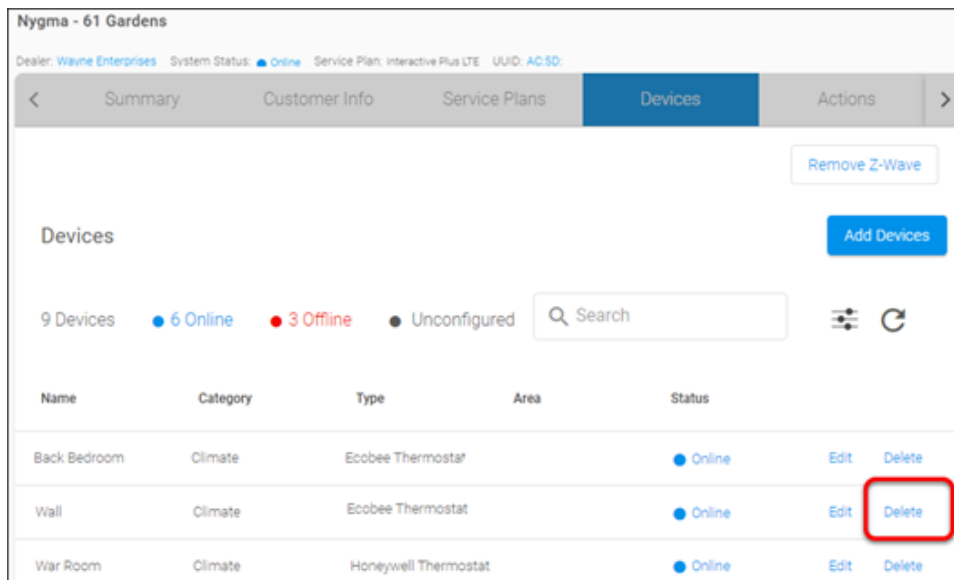 Nygma - 61 Gardens
Dealer: Wayne Enterprises System Status: Online Service Plan: Interactive Plus LTE UUID: AC:5D:
Summary Customer Info Service Plans Devices Actions
Remove Z-Wave
Devices Add Devices
9 Devices 6 Online 3 Offline Unconfigured Search
Name Category Type Area Status
Back Bedroom Climate Ecobee Thermostat Online Edit Delete
Wall Climate Ecobee Thermostat Online Edit Delete
War Room Climate Honeywell Thermostat Online Edit Delete